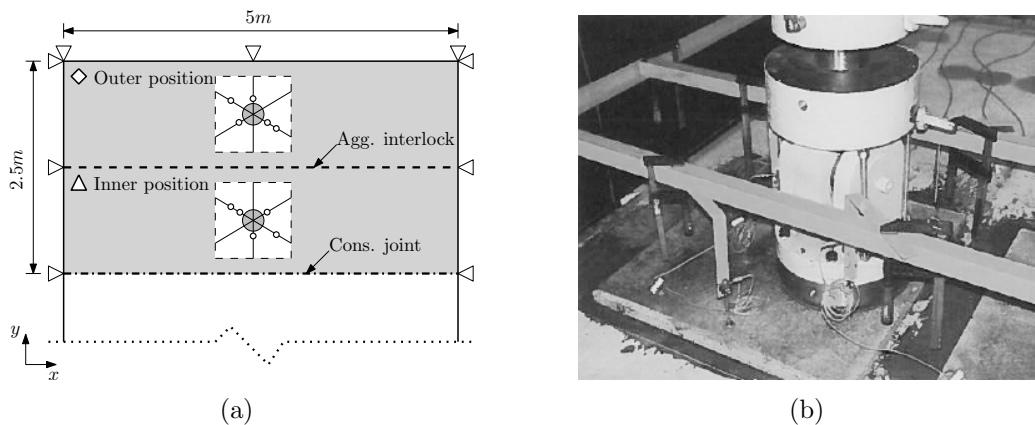 5m
Outer position
Agg. interlock
2.5m
Inner position
Cons. joint
y
x
(a)
(b)